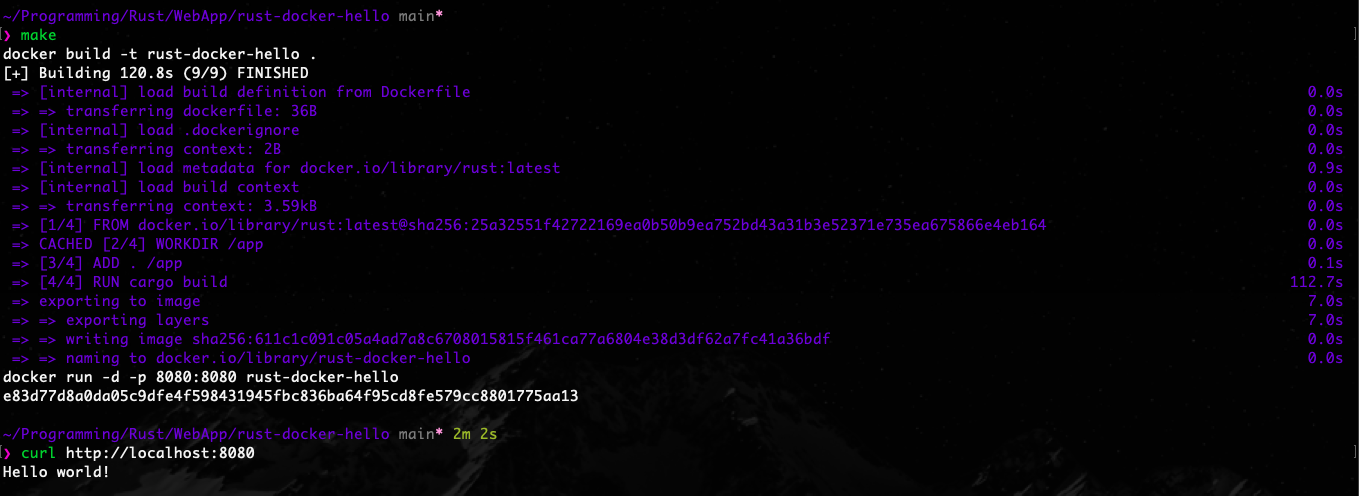 ~/Programming/Rust/WebApp/rust-docker-hello main*
❯ make
docker build -t rust-docker-hello .
[+] Building 120.8s (9/9) FINISHED
=> [internal] load build definition from Dockerfile 0.0s
=> => transferring dockerfile: 36B 0.0s
=> [internal] load .dockerignore 0.0s
=> => transferring context: 2B 0.0s
=> [internal] load metadata for docker.io/library/rust:latest 0.9s
=> [internal] load build context 0.0s
=> => transferring context: 3.59kB 0.0s
=> [1/4] FROM docker.io/library/rust:latest@sha256:25a32551f42722169ea0b50b9ea752bd43a31b3e52371e735ea675866e4eb164 0.0s
=> CACHED [2/4] WORKDIR /app 0.0s
=> [3/4] ADD . /app 0.1s
=> [4/4] RUN cargo build 112.7s
=> exporting to image 7.0s
=> => exporting layers 7.0s
=> => writing image sha256:611c1c091c05a4ad7a8c6708015815f461ca77a6804e38d3df62a7fc41a36bdf 0.0s
=> => naming to docker.io/library/rust-docker-hello 0.0s
docker run -d -p 8080:8080 rust-docker-hello
e83d77d8a0da05c9dfe4f598431945fbc836ba64f95cd8fe579cc8801775aa13
~/Programming/Rust/WebApp/rust-docker-hello main* 2m 2s
❯ curl http://localhost:8080
Hello world!